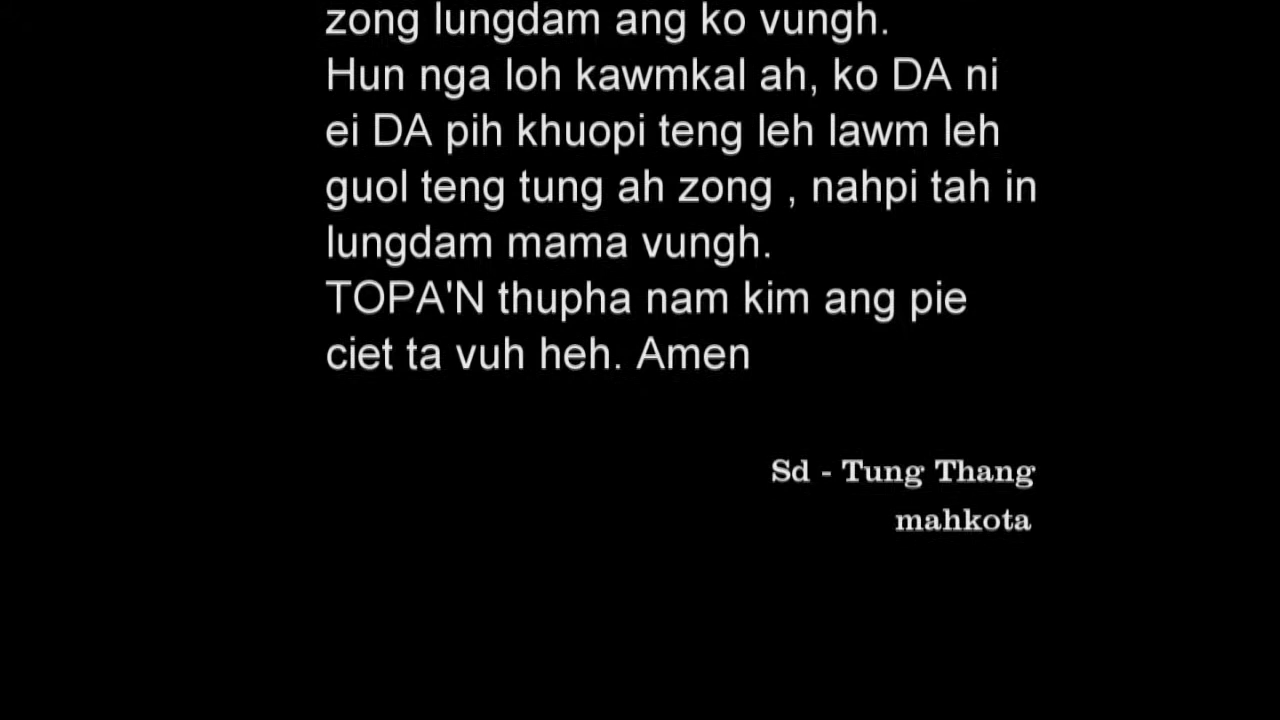 zong lungdam ang ko vungh.
Hun nga loh kawmkal ah, ko DA ni
ei DA pih khuopi teng leh lawm leh
guol teng tung ah zong , nahpi tah in
lungdam mama vungh.
TOPA'N thupha nam kim ang pie
ciet ta vuh heh. Amen
Sd - Tung Thang
mahkota